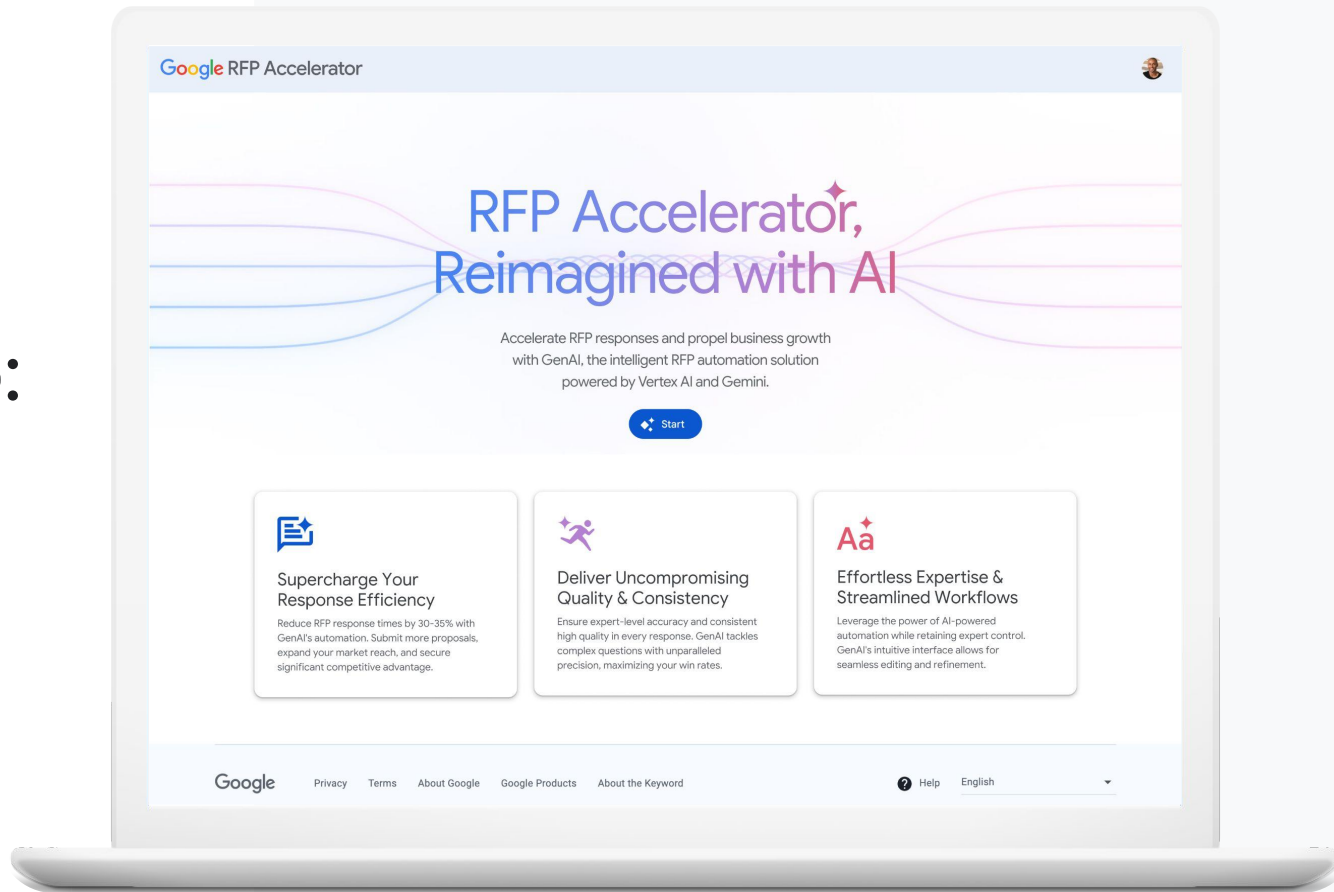 Google RFP Accelerator
RFP Accelerator,
Reimagined with AI
Accelerate RFP responses and propel business growth
with GenAI, the intelligent RFP automation solution
powered by Vertex AI and Gemini.
Start
Supercharge Your
Response Efficiency
Reduce RFP response times by 30-35% with
GenAI's automation. Submit more proposals,
expand your market reach, and secure
significant competitive advantage.
Deliver Uncompromising
Quality & Consistency
Ensure expert-level accuracy and consistent
high quality in every response. GenAI tackles
complex questions with unparalleled
precision, maximizing your win rates.
Aa
Effortless Expertise &
Streamlined Workflows
Leverage the power of AI-powered
automation while retaining expert control.
GenAI's intuitive interface allows for
seamless editing and refinement.
Google Privacy Terms About Google Google Products About the Keyword ? Help English